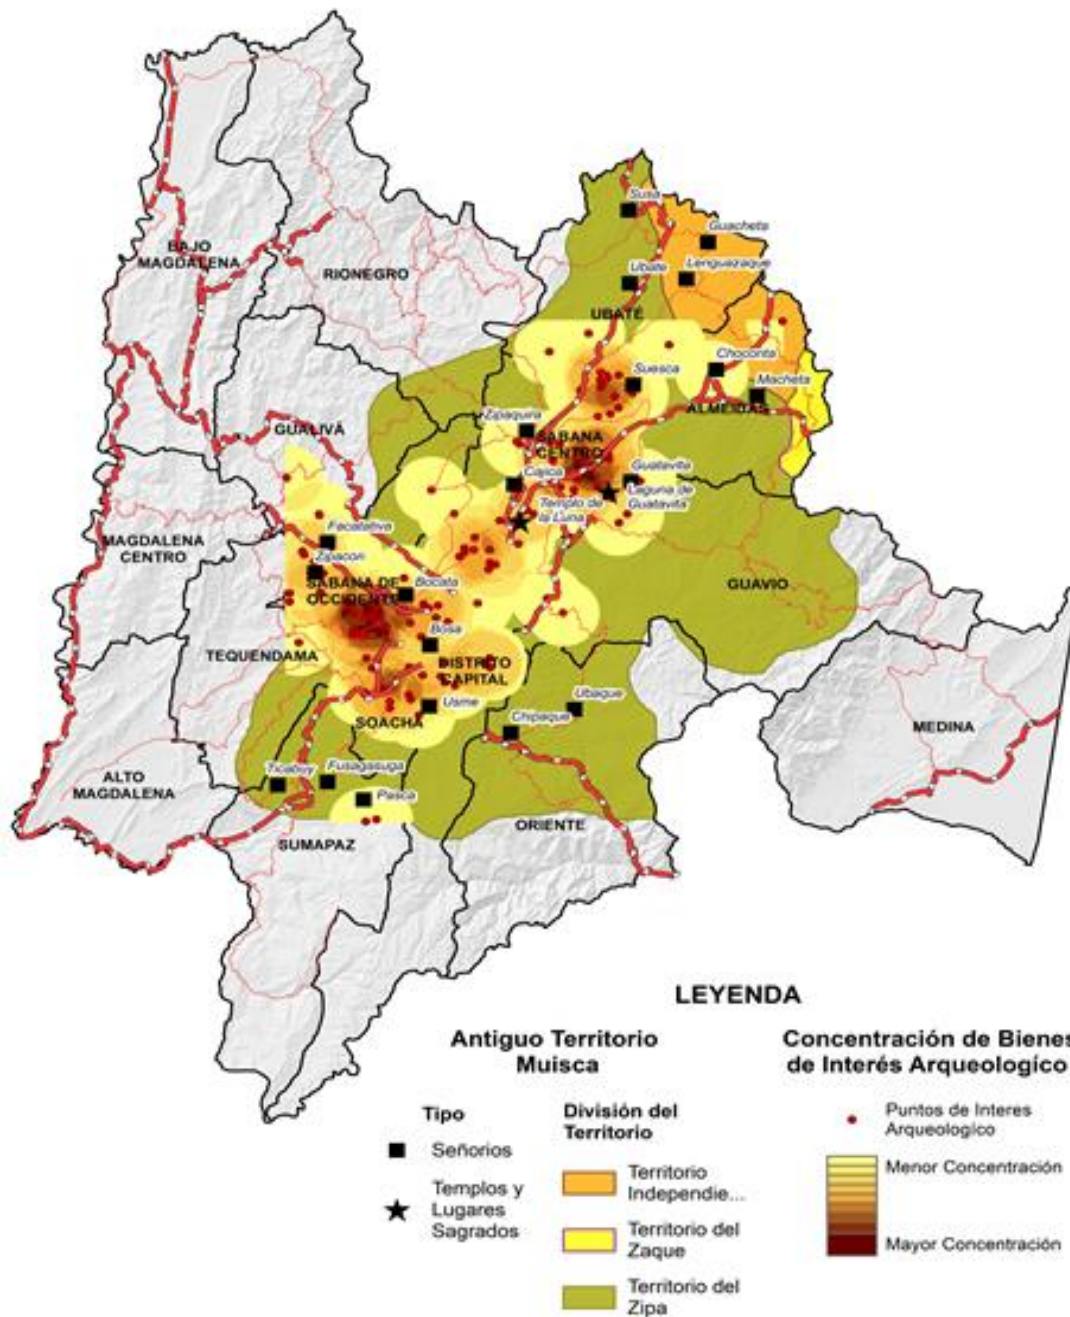 Susa
Guacheta
BAJO
MAGDALENA
RIONEGRO
Ubate
Lenguazaque
UBATÉ
Suesca
Choconta
Macheta
ALMEIDAS
GUALIVÁ
Zipaquira
SABANA
CENTRO
Cajica
Guatavita
Laguna de
Guatavita
Templo de
la Luna
MAGDALENA
CENTRO
Facatativa
Zipacon
SABANA DE
OCCIDENTE
Bocata
GUAVIO
Bosa
TEQUENDAMA
DISTRITO
CAPITAL
Usme
SOACHA
Ubaque
Chipaque
MEDINA
ALTO
MAGDALENA
Ticabuy
Fusagasuga
Pasca
SUMAPAZ
ORIENTE
LEYENDA
Antiguo Territorio
Muisca
Tipo
Señorios
Templos y
Lugares
Sagrados
División del
Territorio
Territorio
Independie...
Territorio del
Zaque
Territorio del
Zipa
Concentración de Bienes
de Interés Arqueologíco
Puntos de Interes
Arqueologíco
Menor Concentración
Mayor Concentración